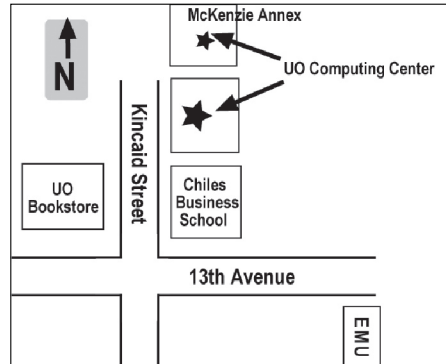 McKenzie Annex
N
UO Computing Center
Kincaid Street
UO
Bookstore
Chiles
Business
School
13th Avenue
EMU